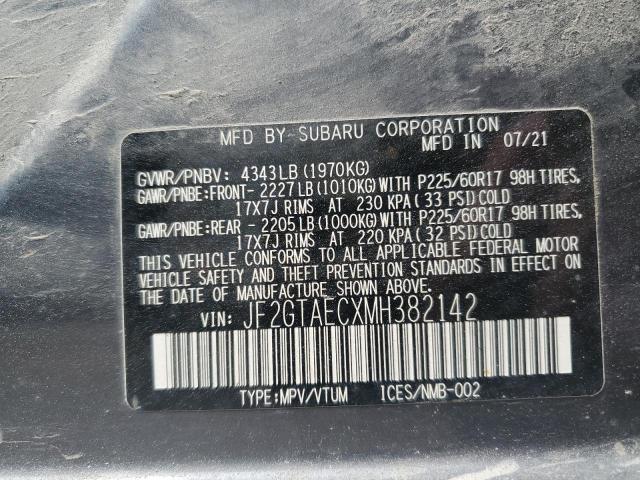 MFD BY SUBARU CORPORATION
MFD IN 07/21
GVWR/PNBV: 4343LB(1970KG)
GAWR/PNBE:FRONT- 2227LB(1010KG)WITH P225/60R17 98H TIRES,
17X7J RIMS AT 230 KPA(33 PSI)COLD
GAWR/PNBE:REAR - 2205LB(1000KG)WITH P225/60R17 98H TIRES,
17X7J RIMS AT 220 KPA(32 PSI)COLD
THIS VEHICLE CONFORMS TO ALL APPLICABLE FEDERAL MOTOR
VEHICLE SAFETY AND THEFT PREVENTION STANDARDS IN EFFECT
ON THE DATE OF MANUFACTURE SHOWN ABOVE.
VIN: JF2GTAECXMH382142
TYPE:MPV/VTUM 1CES/NMB-002